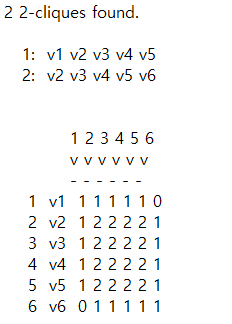 2 2-cliques found.
1: v1 v2 v3 v4 v5
2: v2 v3 v4 v5 v6
1 2 3 4 5 6
v v v v v v
- - - - - -
1 v1 1 1 1 1 1 0
2 v2 1 2 2 2 2 1
3 v3 1 2 2 2 2 1
4 v4 1 2 2 2 2 1
5 v5 1 2 2 2 2 1
6 v6 0 1 1 1 1 1